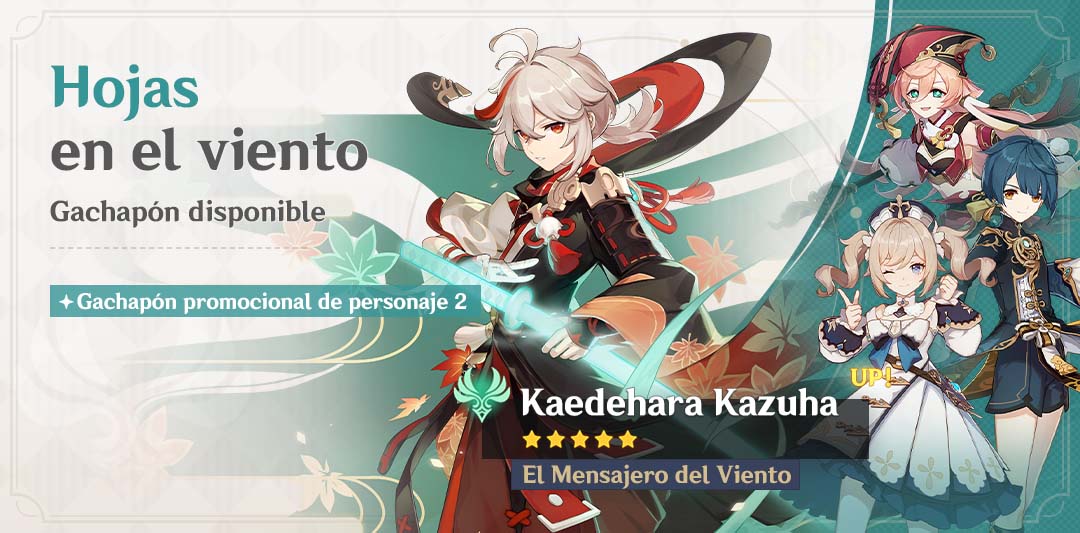 Hojas
en el viento
Gachapón disponible
Gachapón promocional de personaje 2
UP!
Kaedehara Kazuha
El Mensajero del Viento